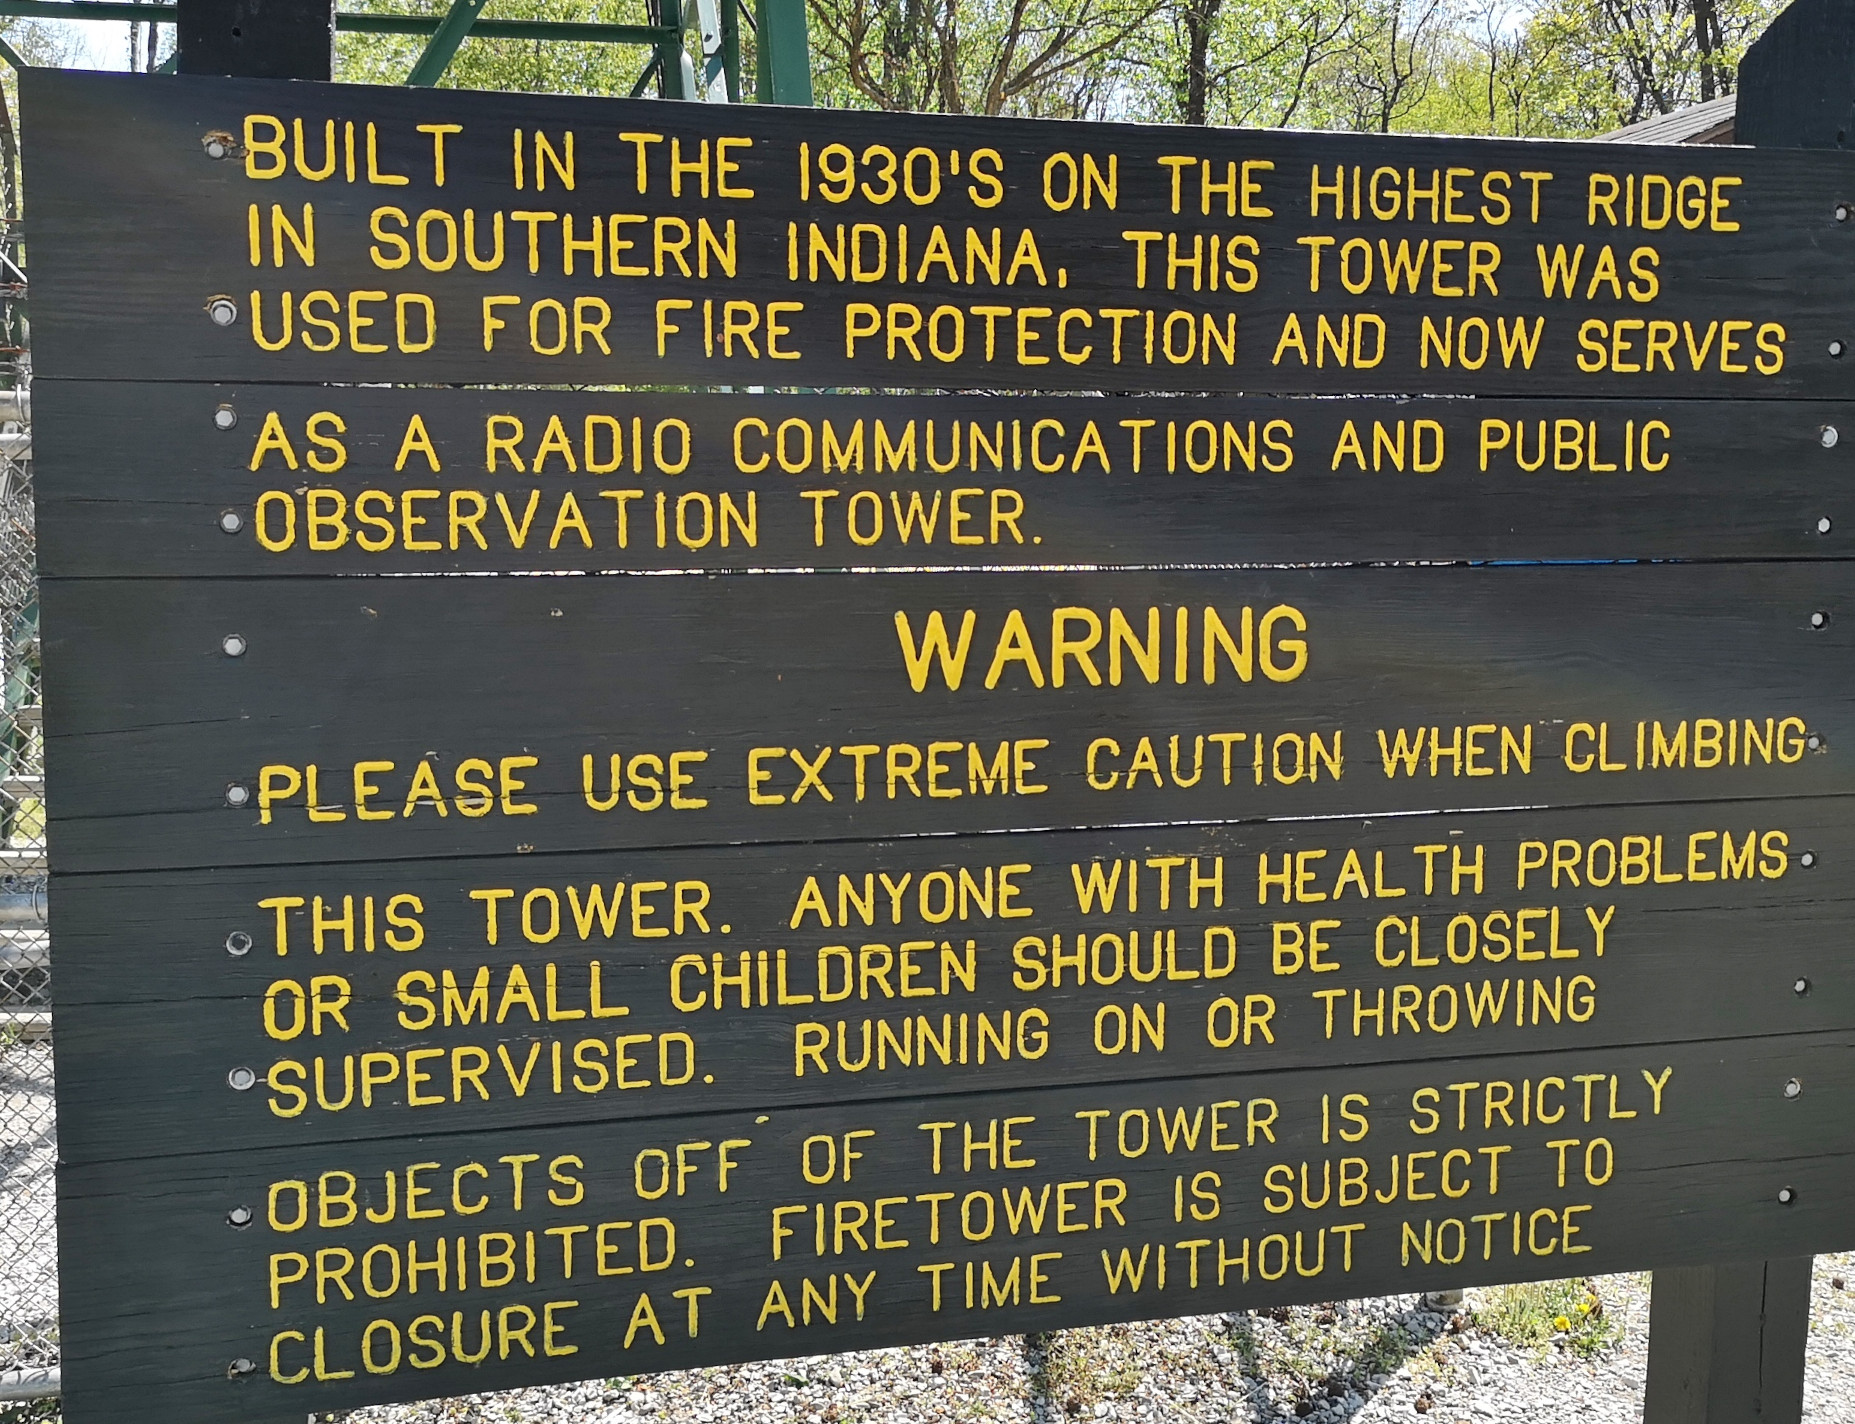 BUILT IN THE 1930'S ON THE HIGHEST RIDGE
IN SOUTHERN INDIANA, THIS TOWER WAS
USED FOR FIRE PROTECTION AND NOW SERVES
AS A RADIO COMMUNICATIONS AND PUBLIC
OBSERVATION TOWER.
WARNING
PLEASE USE EXTREME CAUTION WHEN CLIMBING
THIS TOWER. ANYONE WITH HEALTH PROBLEMS
OR SMALL CHILDREN SHOULD BE CLOSELY
SUPERVISED. RUNNING ON OR THROWING
OBJECTS OFF OF THE TOWER IS STRICTLY
PROHIBITED. FIRETOWER IS SUBJECT TO
CLOSURE AT ANY TIME WITHOUT NOTICE